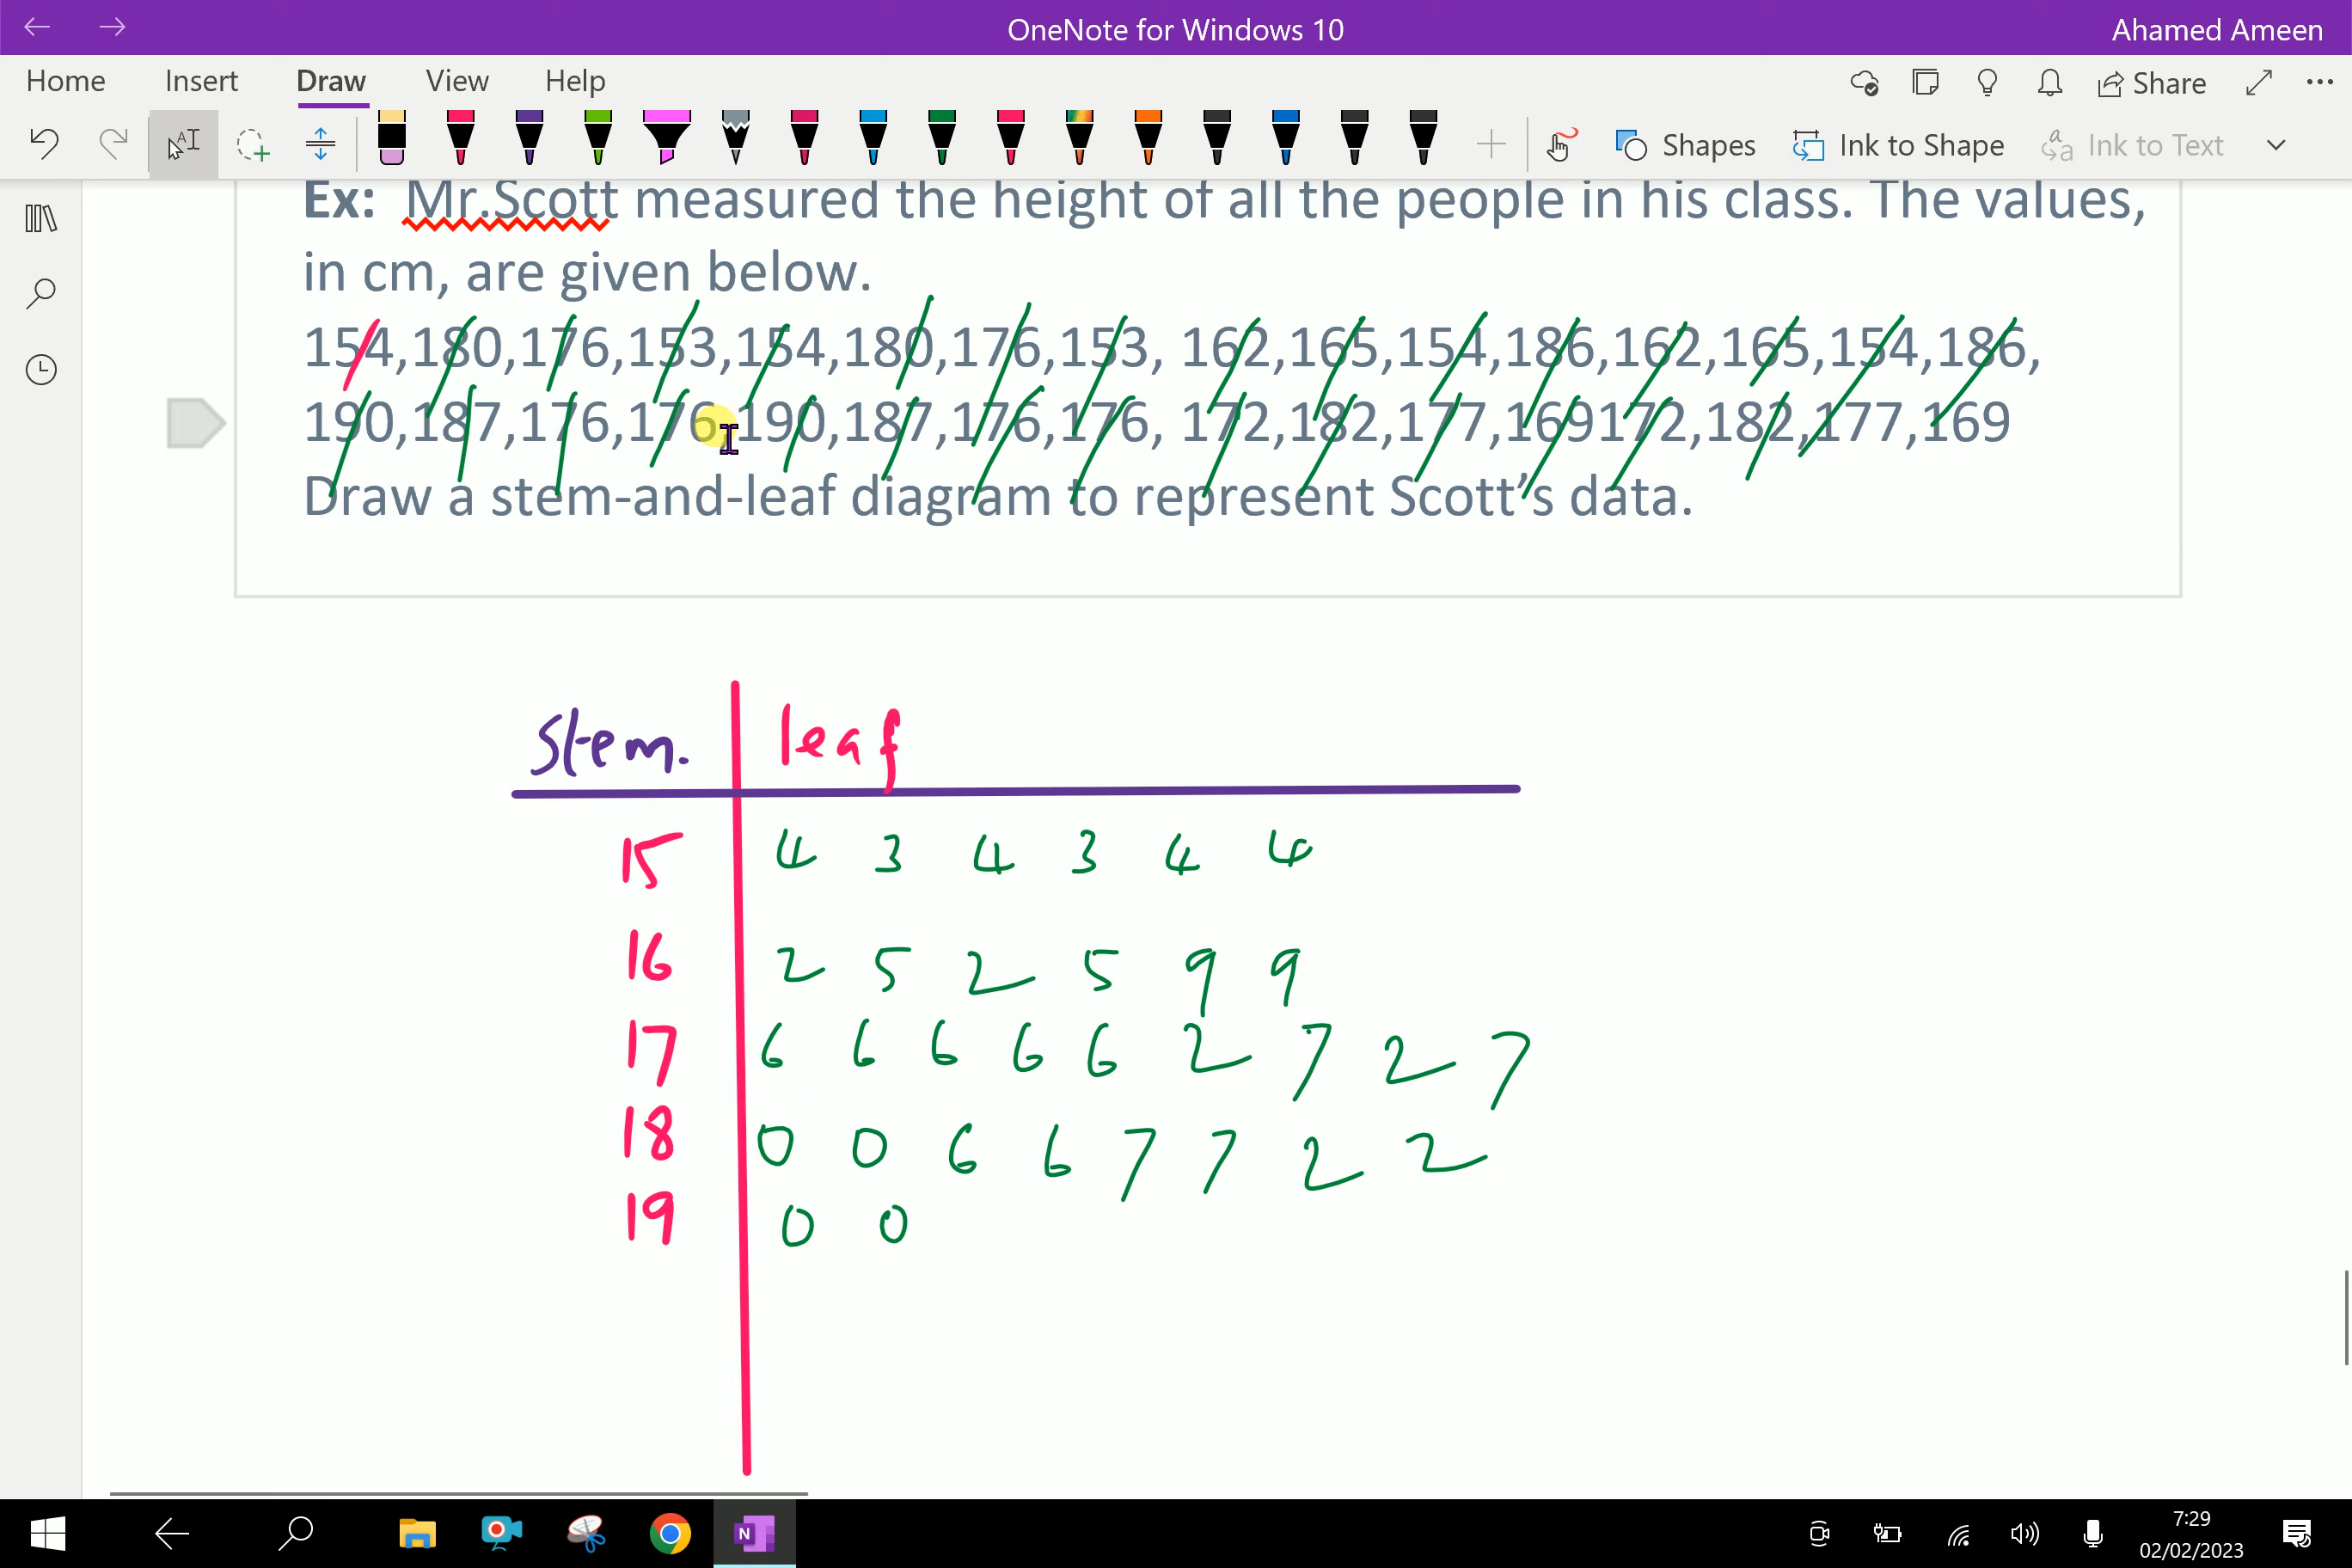 OneNote for Windows 10 Ahamed Ameen
Home Insert Draw View Help Share
Shapes Ink to Shape Ink to Text
Ex: Mr.Scott measured the height of all the people in his class. The values,
in cm, are given below.
154,180,176,153,154,180,176,153, 162,165,154,186,162,165,154,186,
190,187,176,176,190,187,176,176, 172,182,177,169172,182,177,169
Draw a stem-and-leaf diagram to represent Scott's data.
Stem. leaf
15 4 3 4 3 4 4
16 2 5 2 5 9 9
17 6 6 6 6 6 2 7 2 7
18 0 0 6 6 7 7 2 2
19 0 0
7:29
02/02/2023